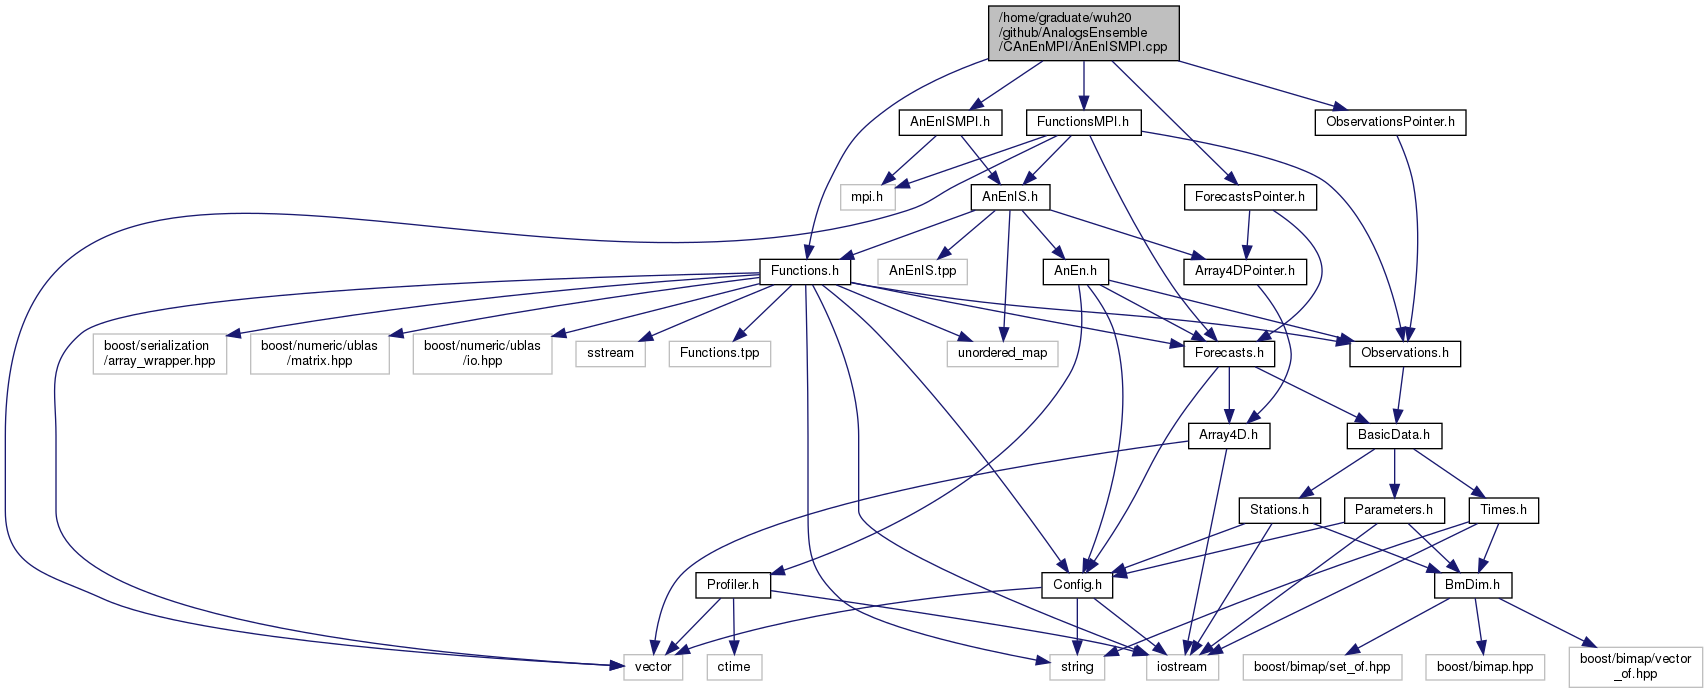 /home/graduate/wuh20
/github/AnalogsEnsemble
/CAnEnMPI/AnEnISMPI.cpp
AnEnISMPI.h
FunctionsMPI.h
ObservationsPointer.h
mpi.h
AnEnIS.h
ForecastsPointer.h
Functions.h
AnEnIS.tpp
AnEn.h
Array4DPointer.h
boost/serialization
/array_wrapper.hpp
boost/numeric/ublas
/matrix.hpp
boost/numeric/ublas
/io.hpp
sstream
Functions.tpp
unordered_map
Forecasts.h
Observations.h
Array4D.h
BasicData.h
Stations.h
Parameters.h
Times.h
Profiler.h
Config.h
BmDim.h
vector
ctime
string
iostream
boost/bimap/set_of.hpp
boost/bimap.hpp
boost/bimap/vector
_of.hpp